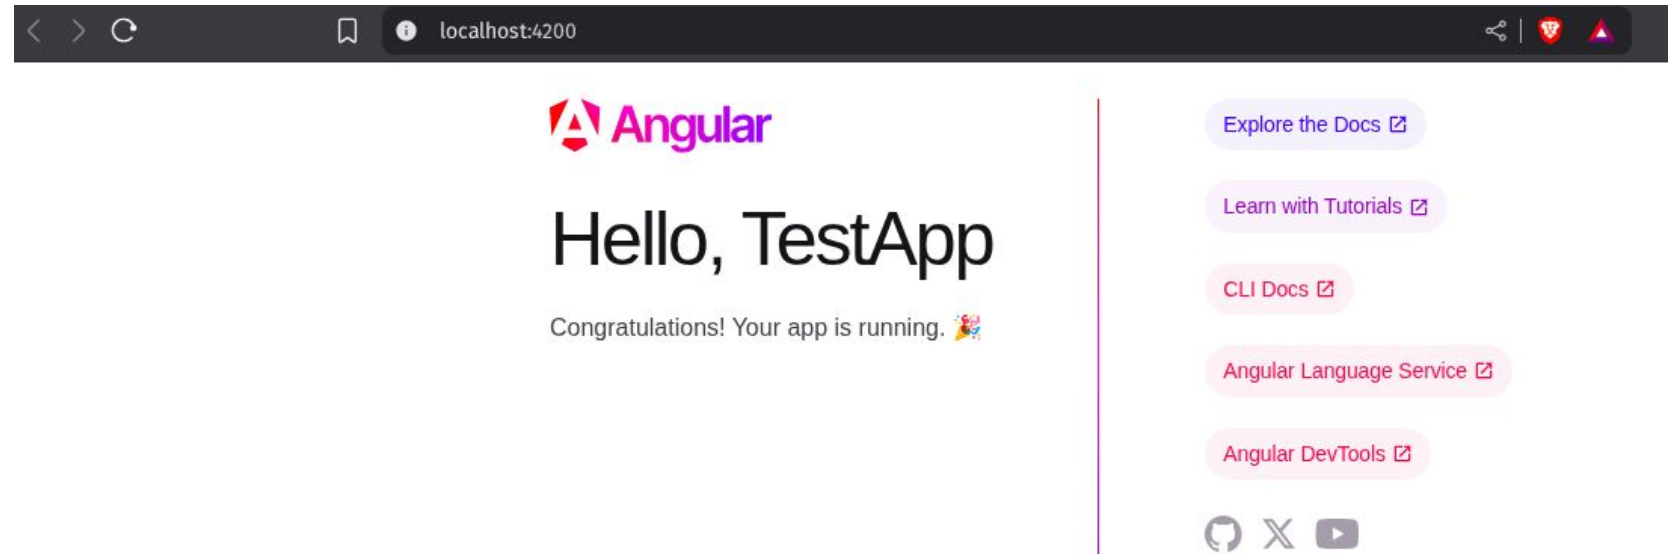 localhost:4200
Angular
Hello, TestApp
Congratulations! Your app is running. 🎉
Explore the Docs
Learn with Tutorials
CLI Docs
Angular Language Service
Angular DevTools